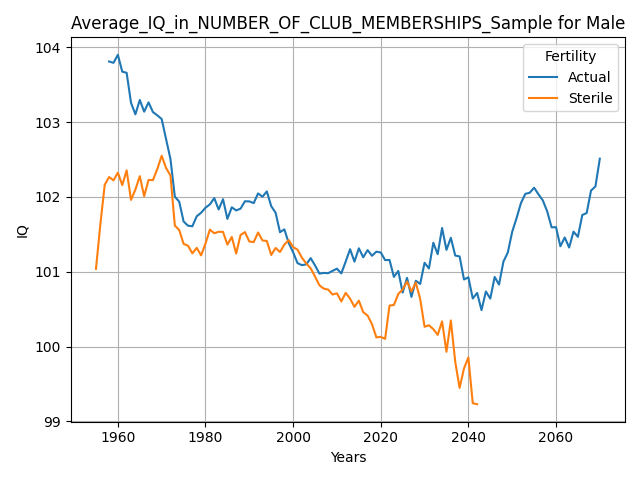 Average_IQ_in_NUMBER_OF_CLUB_MEMBERSHIPS_Sample for Male
Fertility
Actual
Sterile
IQ
104
103
102
101
100
99
1960 1980 2000 2020 2040 2060
Years